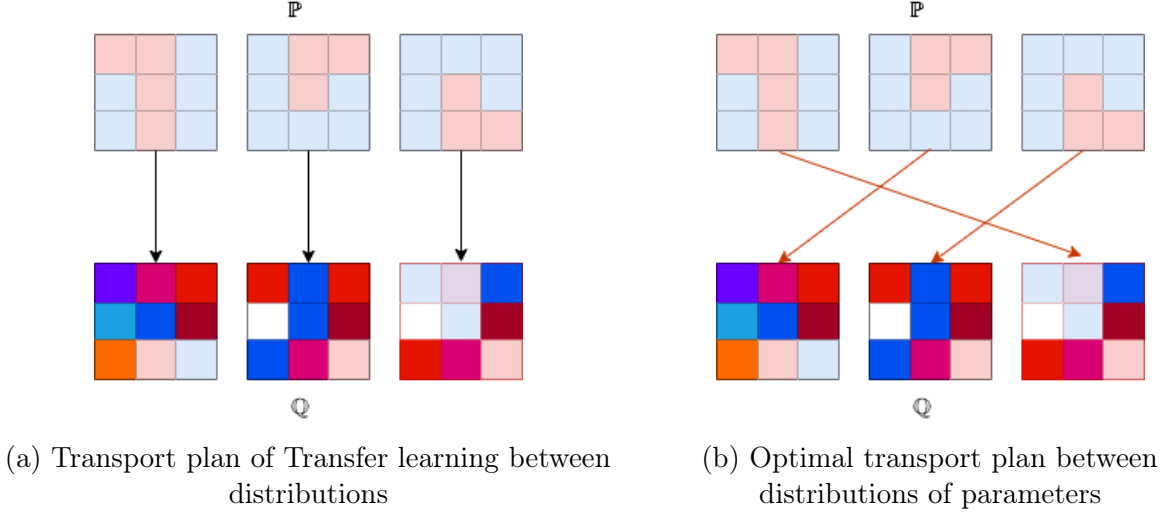 ℙ
ℙ
ℚ
ℚ
(a) Transport plan of Transfer learning between
distributions
(b) Optimal transport plan between
distributions of parameters